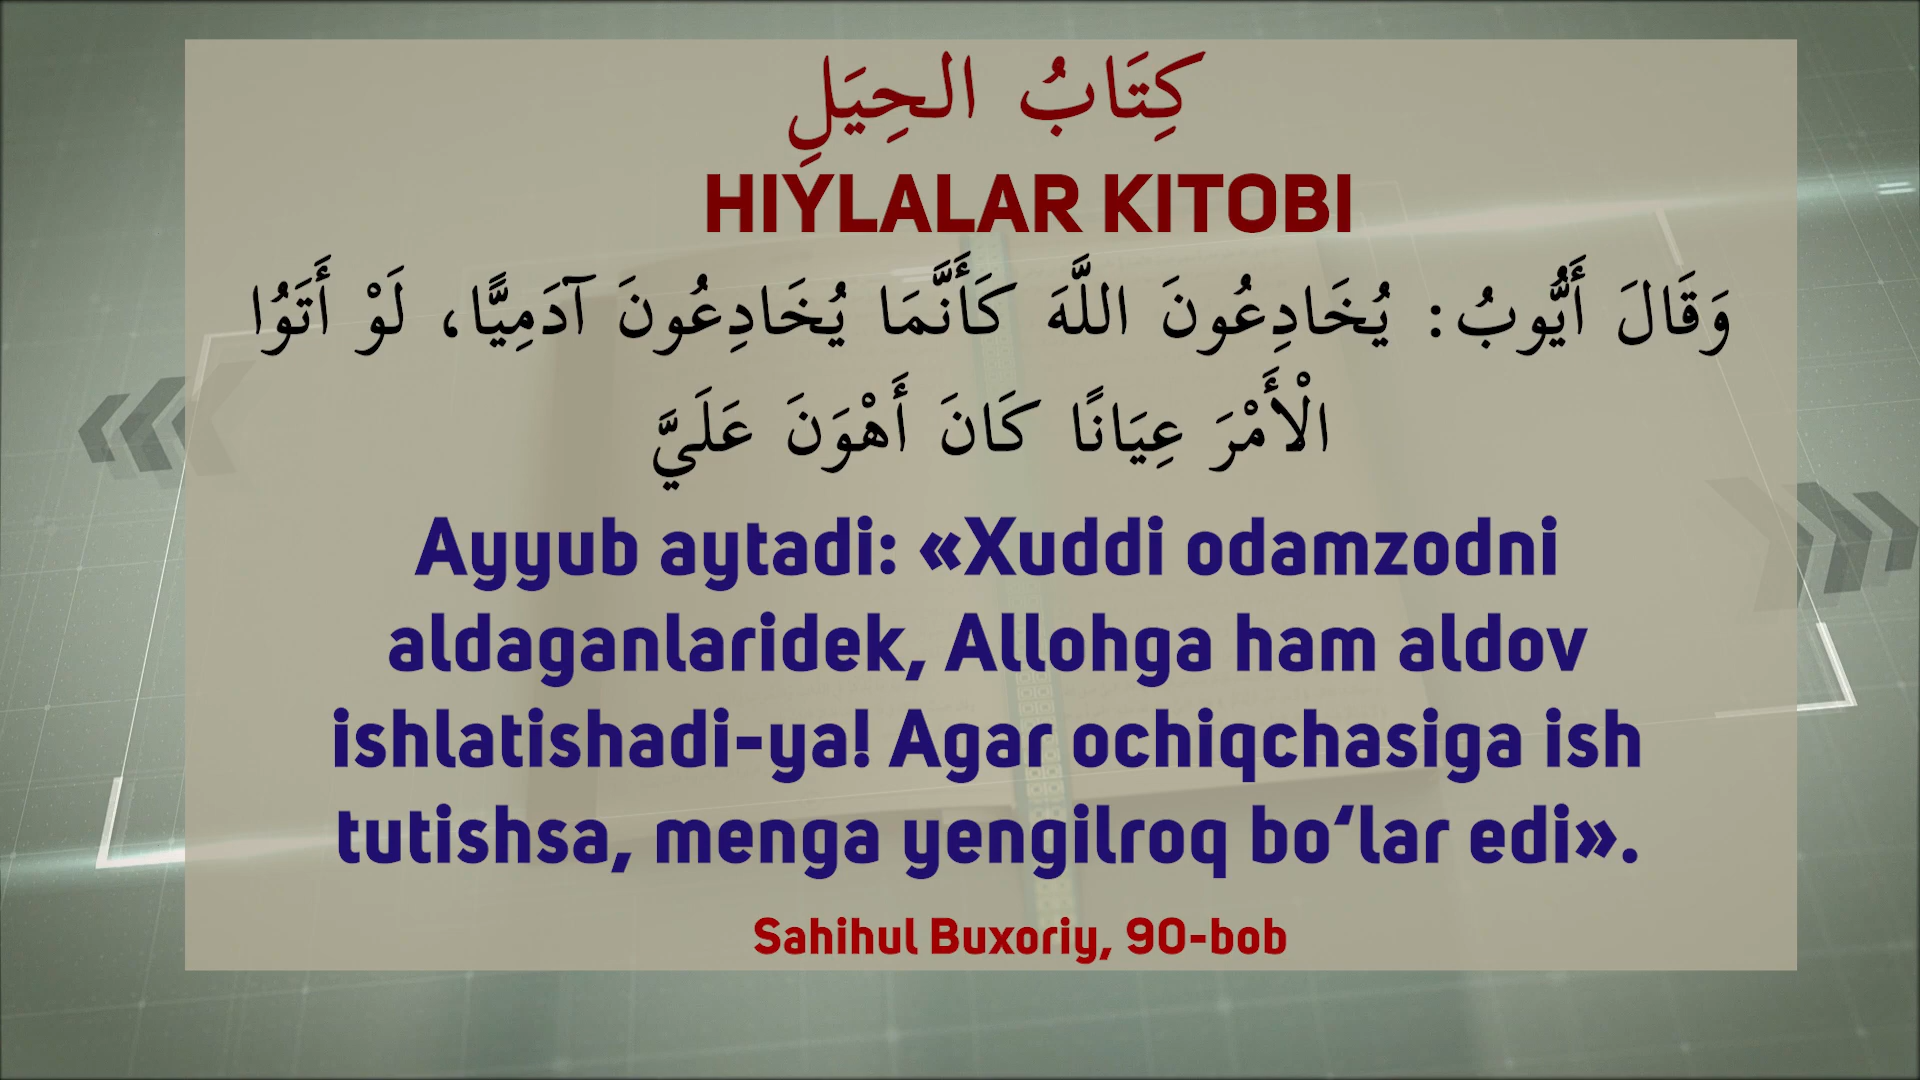 كِتَابُ الحِيَلِ
HIYLALAR KITOBI
وَقَالَ أَيُّوبُ: يُخَادِعُونَ اللَّهَ كَأَنَّمَا يُخَادِعُونَ آدَمِيًّا، لَوْ أَتَوُا
الْأَمْرَ عِيَانًا كَانَ أَهْوَنَ عَلَيَّ
Ayyub aytadi: «Xuddi odamzodni
aldaganlaridek, Allohga ham aldov
ishlatishadi-ya! Agar ochiqchasiga ish
tutishsa, menga yengilroq bo‘lar edi».
Sahihul Buxoriy, 90-bob